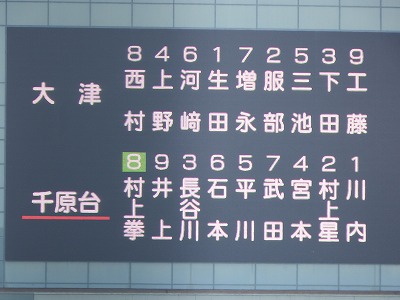 大津
8 4 6 1 7 2 5 3 9
西村 上野 河﨑 生田 増永 服部 三池 下田 工藤
千原台
8 9 3 6 5 7 4 2 1
村上拳 井上 長谷川 石本 平川 武田 宮本 村上星 川内